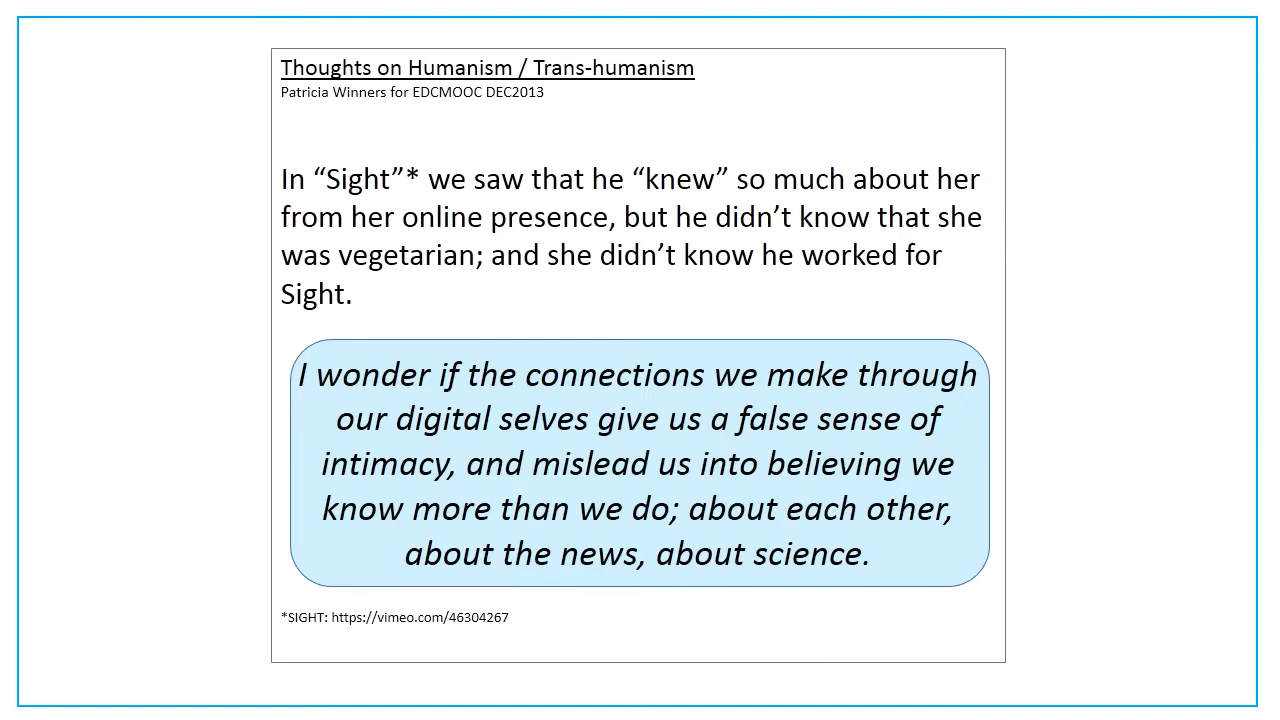 Thoughts on Humanism / Trans-humanism
Patricia Winners for EDCMOOC DEC2013
In “Sight”* we saw that he “knew” so much about her
from her online presence, but he didn’t know that she
was vegetarian; and she didn’t know he worked for
Sight.
I wonder if the connections we make through
our digital selves give us a false sense of
intimacy, and mislead us into believing we
know more than we do; about each other,
about the news, about science.
*SIGHT: https://vimeo.com/46304267